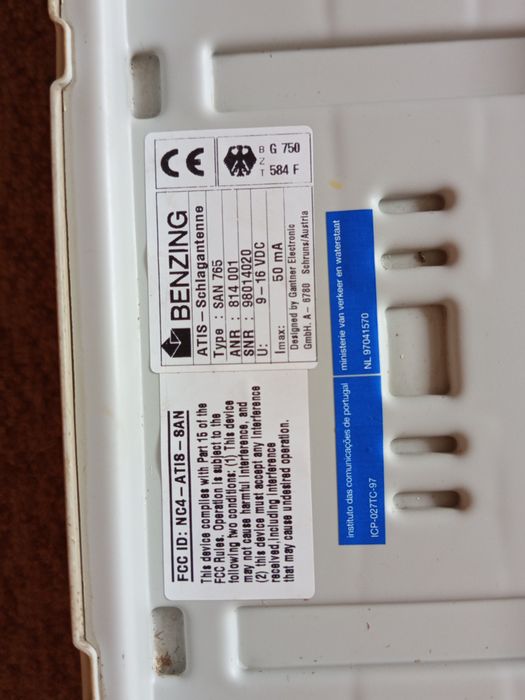 CE
B G 750
Z
T 584 F
BENZING
ATIS-Schlagantenne
Type : SAN 765
ANR : 814 001
SNR : 98014020
U: 9-16 VDC
Imax: 50 mA
Designed by Gantner Electronic
GmbH. A- 6780 Schruns/Austria
FCC ID: NC4-ATIS-SAN
This device complies with Part 15 of the
FCC Rules. Operation is subject to the
following two conditions: (1) This device
may not cause harmful interference, and
(2) this device must accept any interference
received,including interference
that may cause undesired operation.
instituto das comunicações de portugal
ICP-027TC-97
ministerie van verkeer en waterstaat
NL 97041570